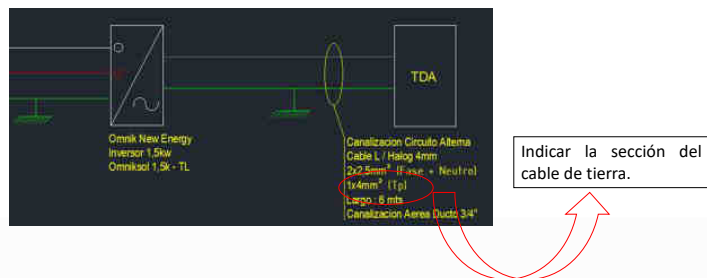 TDA
Omnik New Energy
Inversor 1,5kw
Omniksol 1,5k - TL
Canalizacion Circuito Alterna
Cable L / Halog 4mm
2x2.5mm² (Fase + Neutro)
1x4mm² (Tp)
Largo : 6 mts
Canalizacion Aerea Ducto 3/4"
Indicar la sección del
cable de tierra.